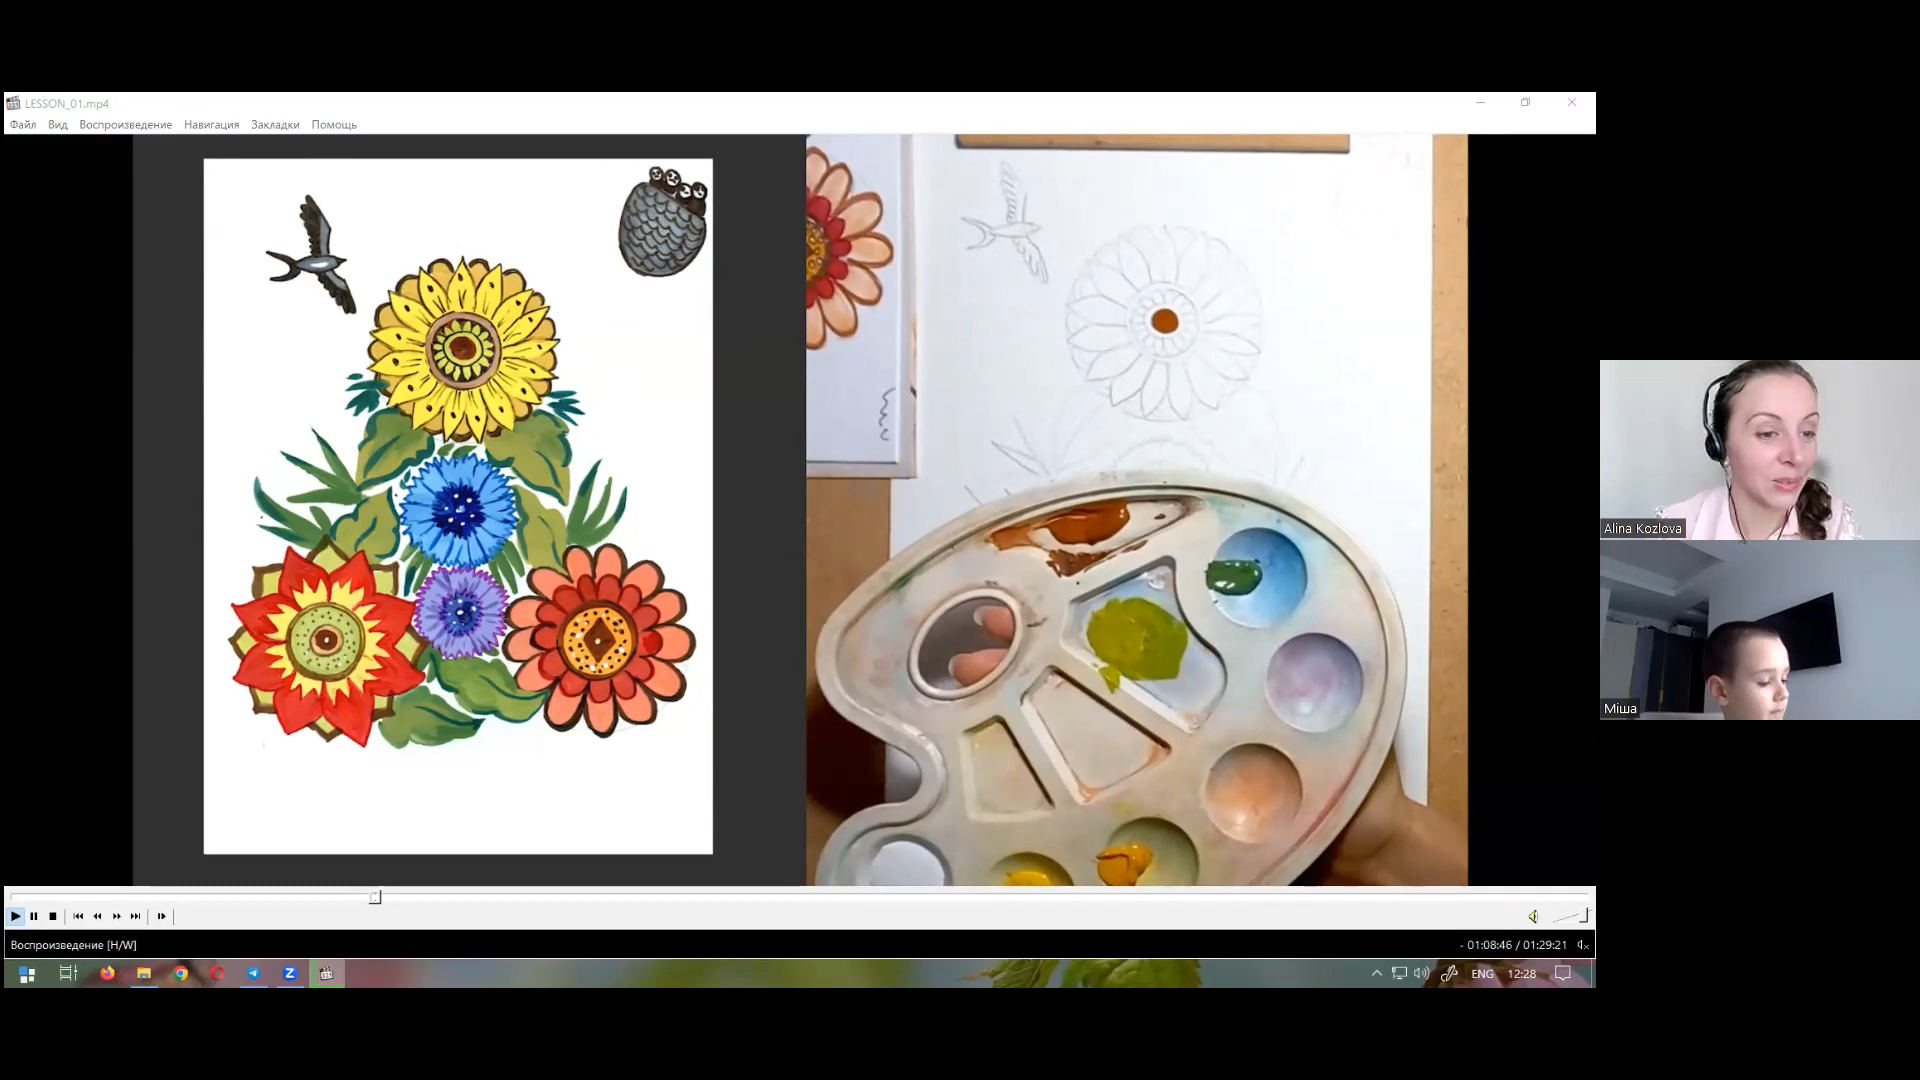 LESSON_01.mp4
Файл Вид Воспроизведение Навигация Закладки Помощь
Alina Kozlova
Міша
Воспроизведение [H/W]
- 01:08:46 / 01:29:21
ENG 12:28